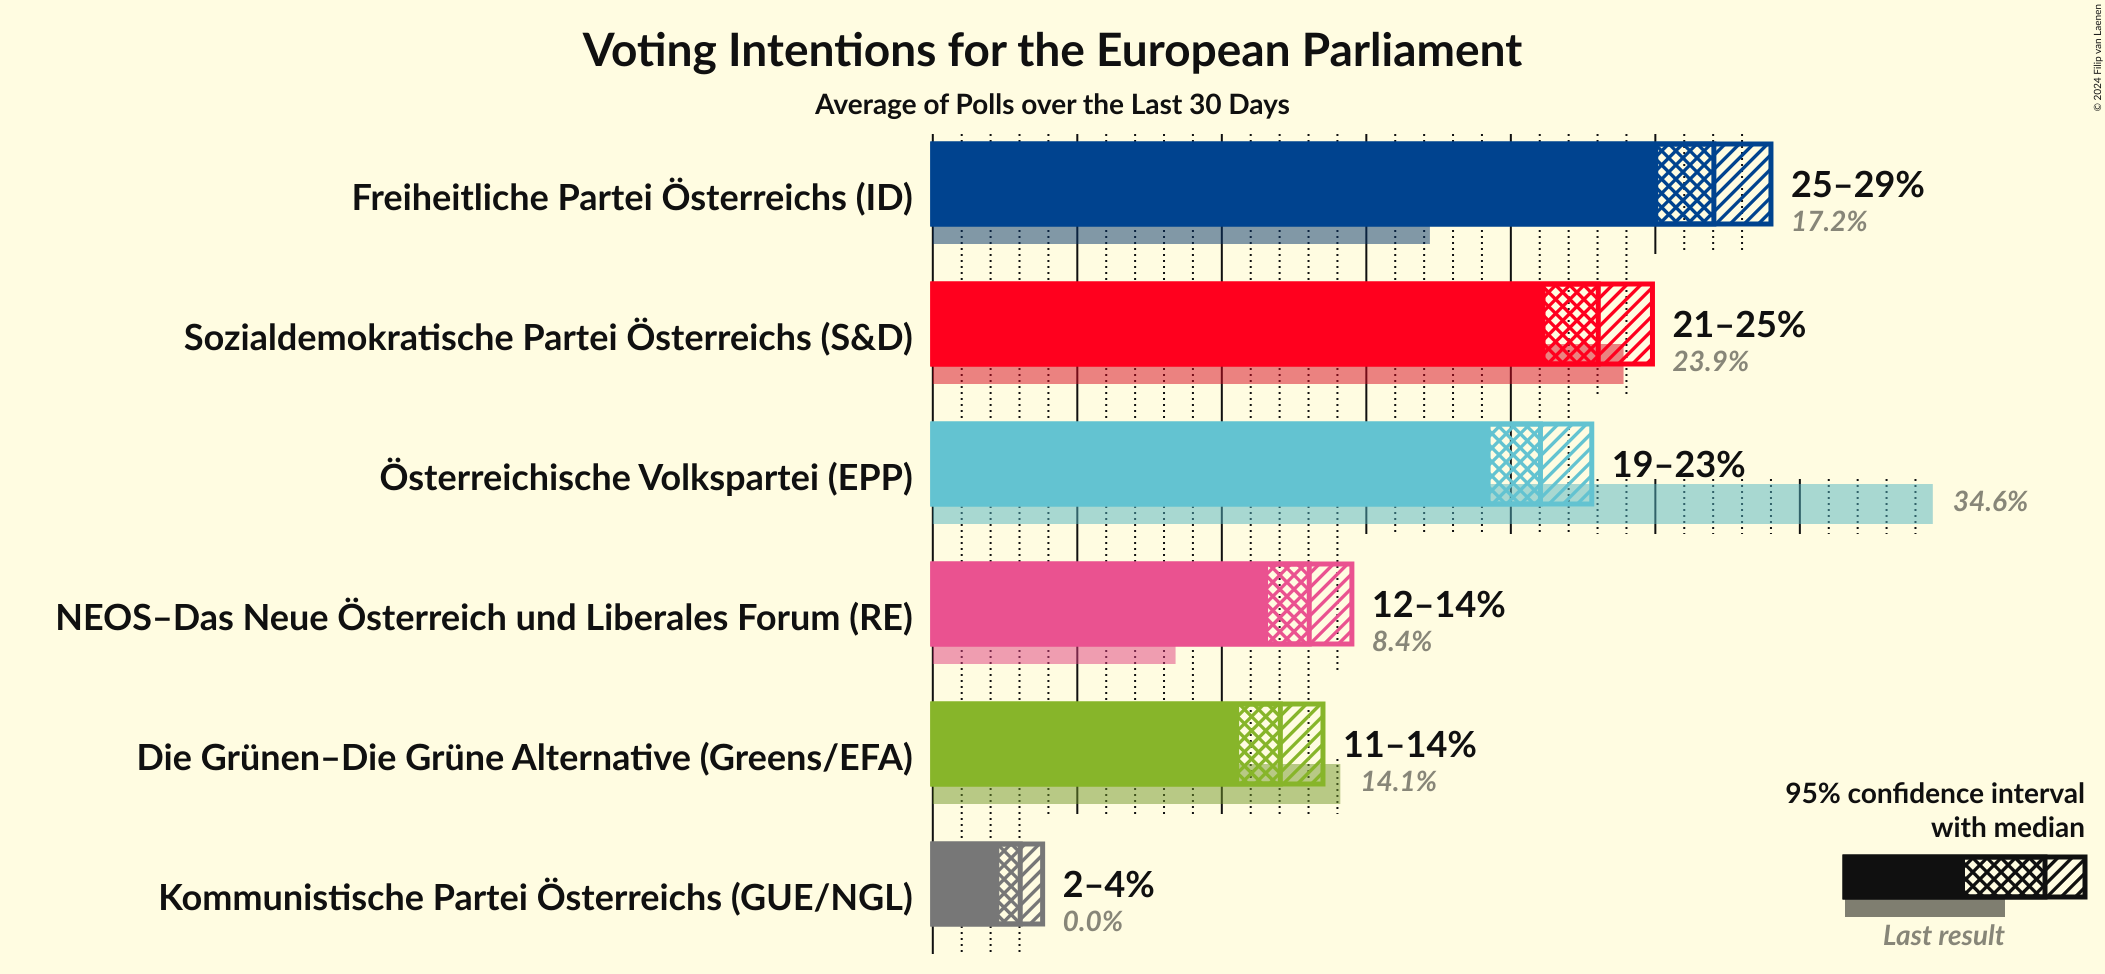 Voting Intentions for the European Parliament
Average of Polls over the Last 30 Days
© 2024 Filip van Laenen
Freiheitliche Partei Österreichs (ID)
25–29%
17.2%
Sozialdemokratische Partei Österreichs (S&D)
21–25%
23.9%
Österreichische Volkspartei (EPP)
19–23%
34.6%
NEOS–Das Neue Österreich und Liberales Forum (RE)
12–14%
8.4%
Die Grünen–Die Grüne Alternative (Greens/EFA)
11–14%
14.1%
Kommunistische Partei Österreichs (GUE/NGL)
2–4%
0.0%
95% confidence interval
with median
Last result